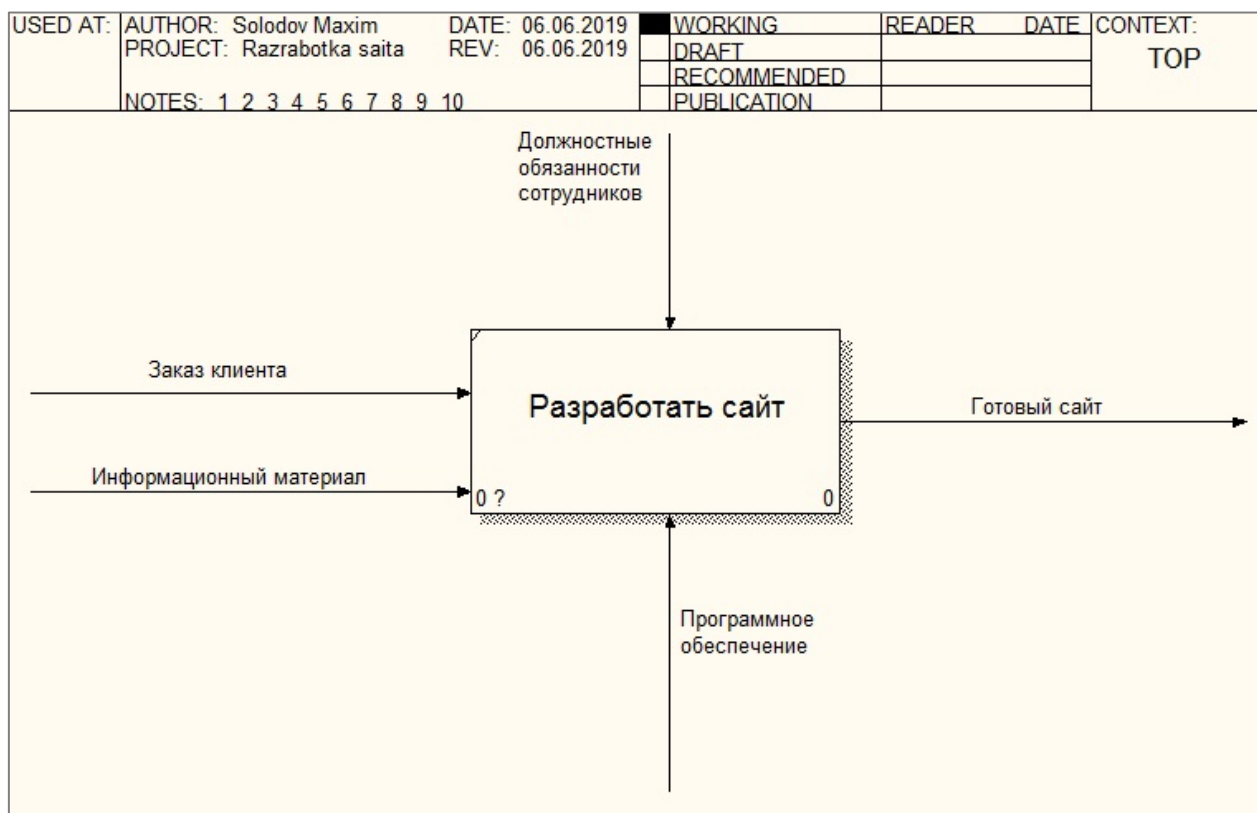 USED AT:
AUTHOR: Solodov Maxim
DATE: 06.06.2019
PROJECT: Razrabotka saita
REV: 06.06.2019
NOTES: 1 2 3 4 5 6 7 8 9 10
WORKING
DRAFT
RECOMMENDED
PUBLICATION
READER DATE
CONTEXT:
TOP
Должностные
обязанности
сотрудников
Заказ клиента
Разработать сайт
Готовый сайт
Информационный материал
0 ?
0
Программное
обеспечение